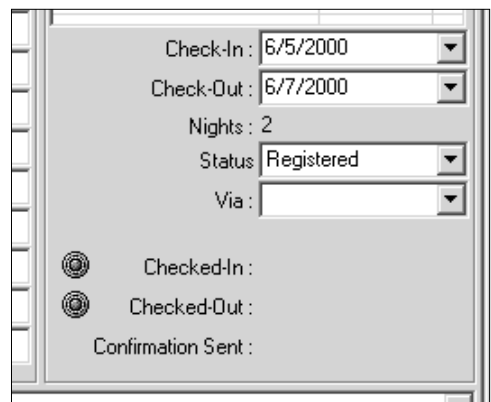 Check-In : 6/5/2000
Check-Out : 6/7/2000
Nights : 2
Status Registered
Via :
Checked-In :
Checked-Out :
Confirmation Sent :